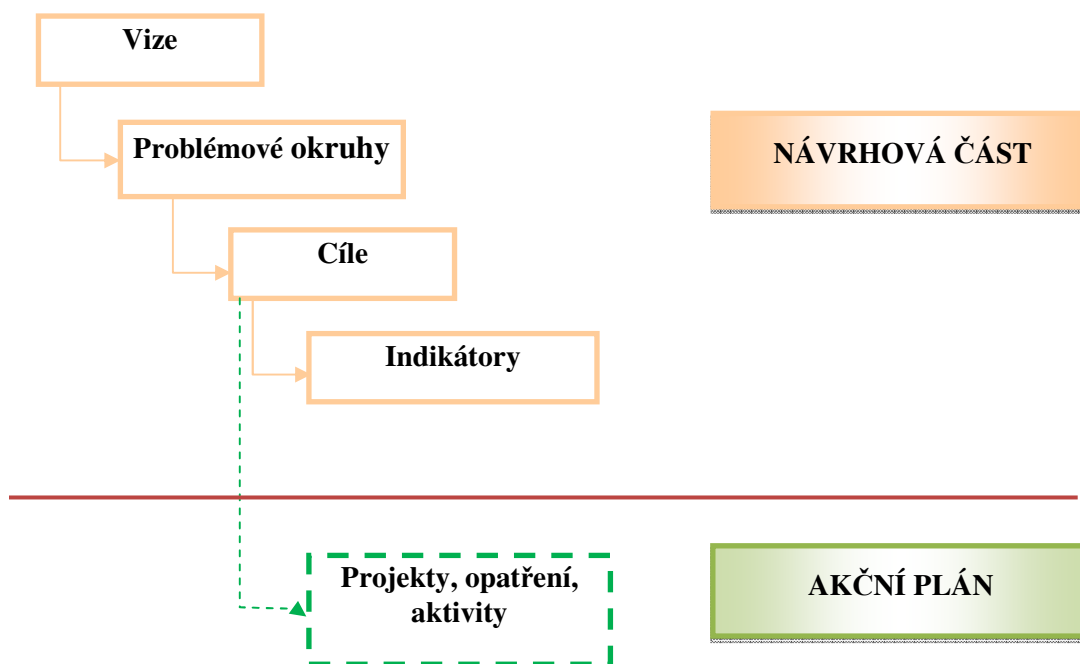 Vize
Problémové okruhy
NÁVRHOVÁ ČÁST
Cíle
Indikátory
Projekty, opatření,
aktivity
AKČNÍ PLÁN